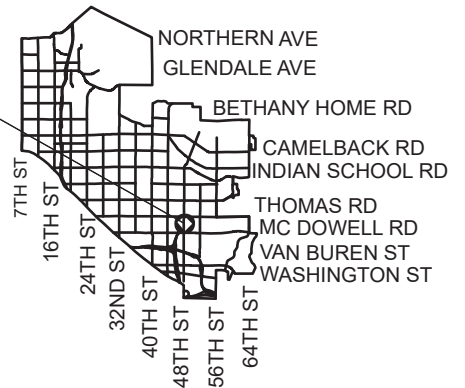 NORTHERN AVE
GLENDALE AVE
BETHANY HOME RD
CAMELBACK RD
INDIAN SCHOOL RD
THOMAS RD
MC DOWELL RD
VAN BUREN ST
WASHINGTON ST
7TH ST
16TH ST
24TH ST
32ND ST
40TH ST
48TH ST
56TH ST
64TH ST